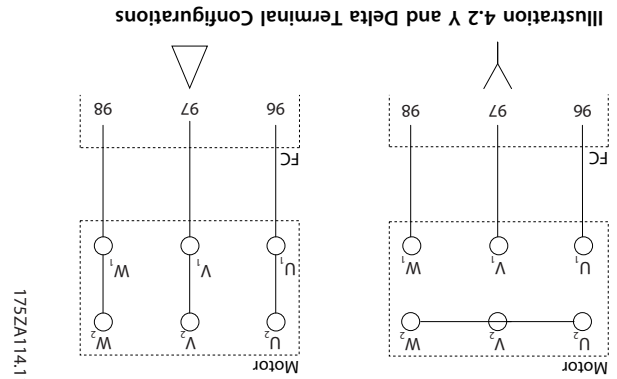 175ZA114.1
Motor Motor
U₂ V₂ W₂ U₂ V₂ W₂
U₁ V₁ W₁ U₁ V₁ W₁
FC FC
96 97 98 96 97 98
Illustration 4.2 Y and Delta Terminal Configurations